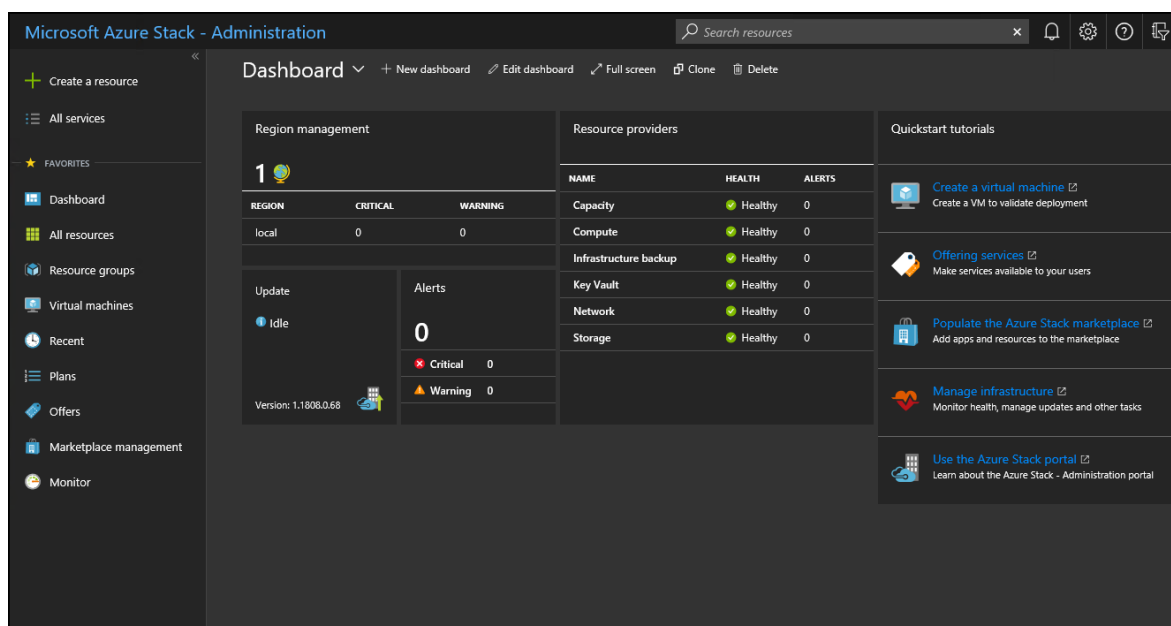 Microsoft Azure Stack - Administration
Search resources
Create a resource
All services
FAVORITES
Dashboard
All resources
Resource groups
Virtual machines
Recent
Plans
Offers
Marketplace management
Monitor
Dashboard
New dashboard
Edit dashboard
Full screen
Clone
Delete
Region management
1
REGION CRITICAL WARNING
local 0 0
Update
Idle
Version: 1.1808.0.68
Alerts
0
Critical 0
Warning 0
Resource providers
NAME HEALTH ALERTS
Capacity Healthy 0
Compute Healthy 0
Infrastructure backup Healthy 0
Key Vault Healthy 0
Network Healthy 0
Storage Healthy 0
Quickstart tutorials
Create a virtual machine
Create a VM to validate deployment
Offering services
Make services available to your users
Populate the Azure Stack marketplace
Add apps and resources to the marketplace
Manage infrastructure
Monitor health, manage updates and other tasks
Use the Azure Stack portal
Learn about the Azure Stack - Administration portal